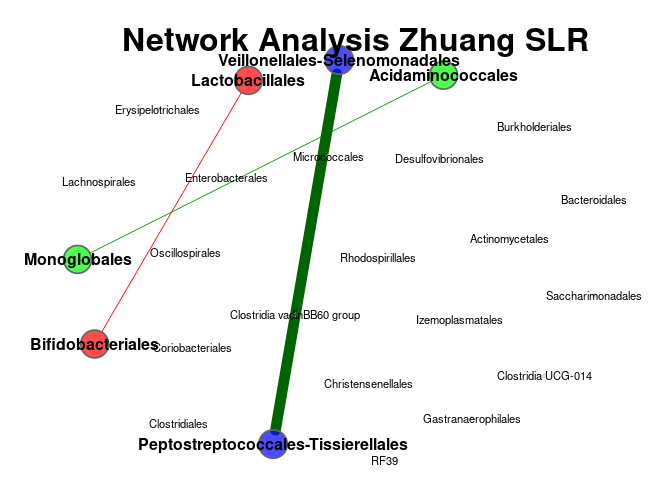 Network Analysis Zhuang SLR
Veillonellales-Selenomonadales
Lactobacillales
Acidaminococcales
Erysipelotrichales
Burkholderiales
Micrococcales
Desulfovibrionales
Lachnospirales
Enterobacterales
Bacteroidales
Actinomycetales
Oscillospirales
Monoglobales
Rhodospirillales
Saccharimonadales
Clostridia vadinBB60 group
Izemoplasmatales
Bifidobacteriales
Coriobacteriales
Christensenellales
Clostridia UCG-014
Gastranaerophilales
Clostridiales
Peptostreptococcales-Tissierellales
RF39